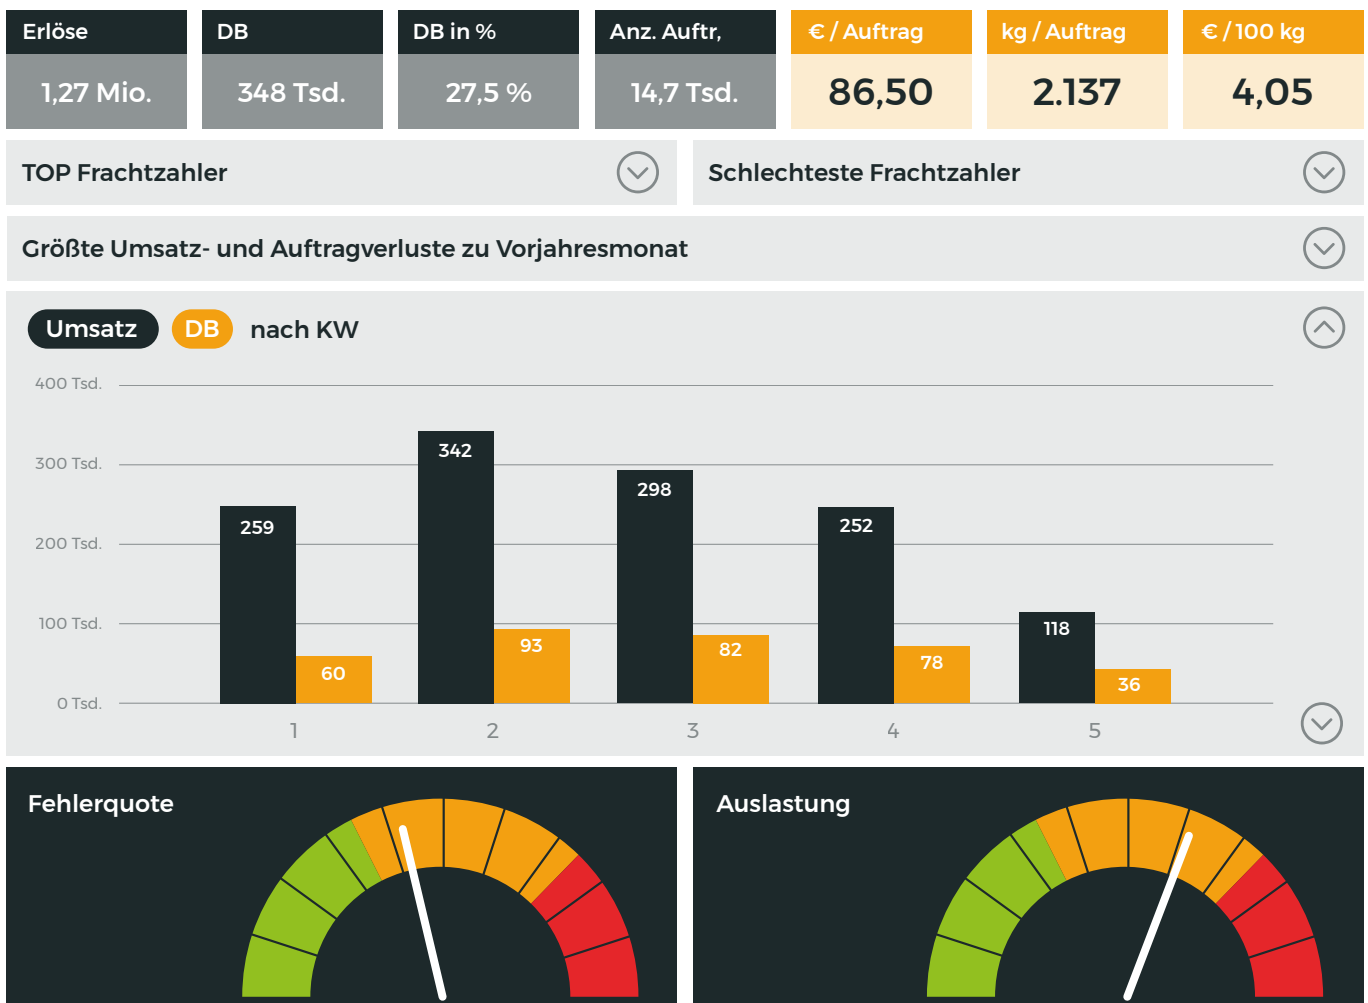 Erlöse
DB
DB in %
Anz. Auftr,
€ / Auftrag
kg / Auftrag
€ / 100 kg
1,27 Mio.
348 Tsd.
27,5 %
14,7 Tsd.
86,50
2.137
4,05
TOP Frachtzahler
Schlechteste Frachtzahler
Größte Umsatz- und Auftragverluste zu Vorjahresmonat
Umsatz DB nach KW
400 Tsd.
300 Tsd.
200 Tsd.
100 Tsd.
0 Tsd.
259
60
342
93
298
82
252
78
118
36
1
2
3
4
5
Fehlerquote
Auslastung